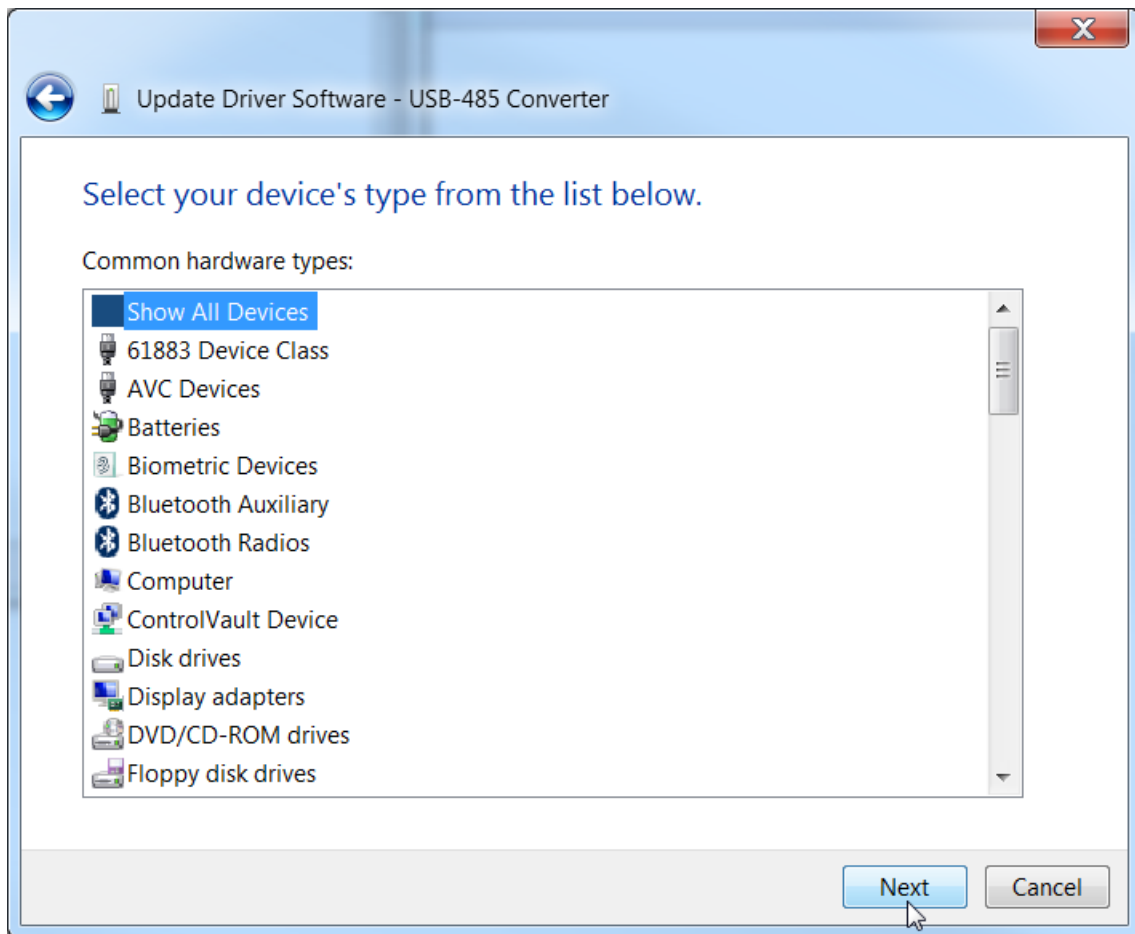 Update Driver Software - USB-485 Converter
Select your device's type from the list below.
Common hardware types:
Show All Devices
61883 Device Class
AVC Devices
Batteries
Biometric Devices
Bluetooth Auxiliary
Bluetooth Radios
Computer
ControlVault Device
Disk drives
Display adapters
DVD/CD-ROM drives
Floppy disk drives
Next Cancel